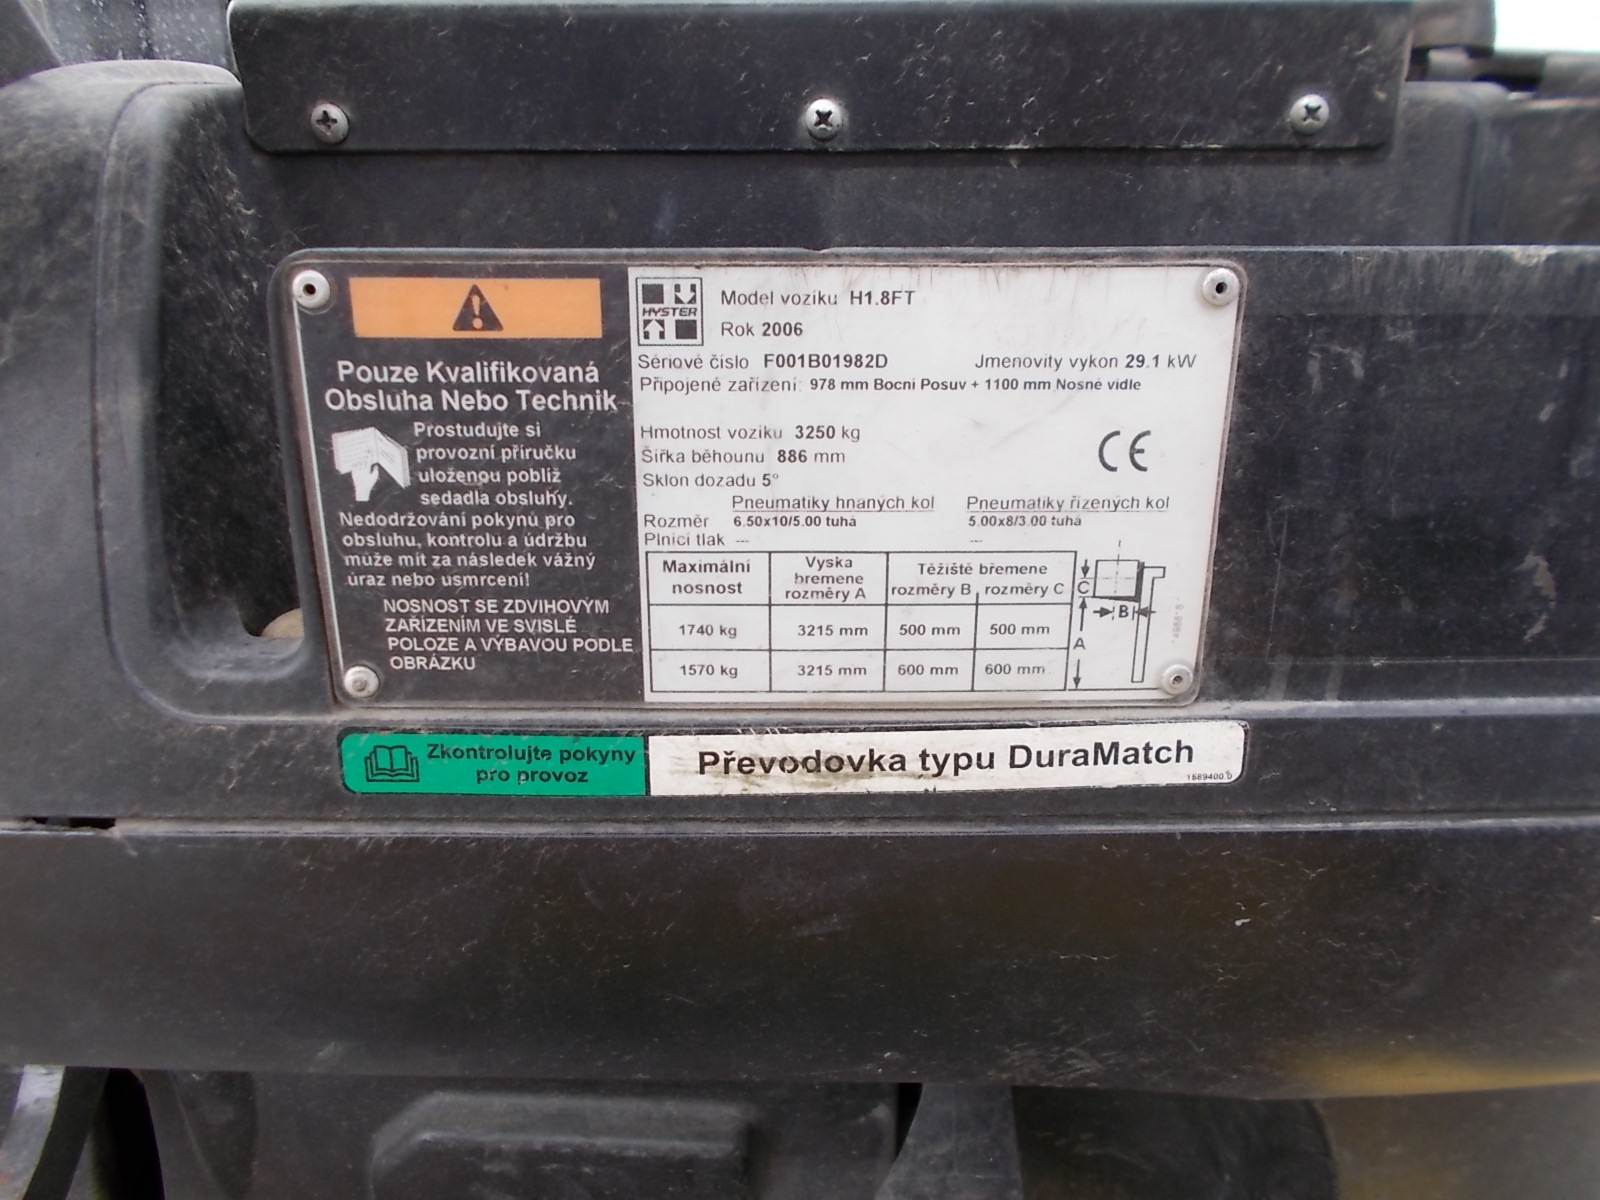 Pouze Kvalifikovaná
Obsluha Nebo Technik
Prostudujte si
provozní příručku
uloženou poblíž
sedadla obsluhy.
Nedodržování pokynů pro
obsluhu, kontrolu a údržbu
může mít za následek vážný
úraz nebo usmrcení!
NOSNOST SE ZDVIHOVÝM
ZAŘÍZENÍM VE SVISLÉ
POLOZE A VÝBAVOU PODLE
OBRÁZKU
HYSTER
Model vozíku H1.8FT
Rok 2006
Sériové číslo F001B01982D Jmenovitý výkon 29.1 kW
Připojené zařízení: 978 mm Bocni Posuv + 1100 mm Nosné vidle
Hmotnost vozíku 3250 kg
Šířka běhounu 886 mm
CE
Sklon dozadu 5°
Pneumatiky hnaných kol Pneumatiky řízených kol
Rozměr 6.50x10/5.00 tuhá 5.00x8/3.00 tuhá
Plnicí tlak --- ---
Maximální nosnost Výska břemene rozměry A Těžiště břemene rozměry B rozměry C
1740 kg 3215 mm 500 mm 500 mm
1570 kg 3215 mm 600 mm 600 mm
C
B
A
Zkontrolujte pokyny
pro provoz
Převodovka typu DuraMatch